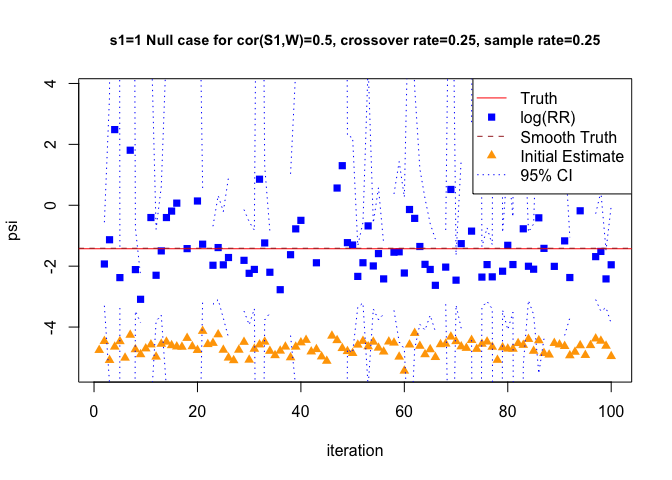 s1=1 Null case for cor(S1,W)=0.5, crossover rate=0.25, sample rate=0.25
Truth
log(RR)
Smooth Truth
Initial Estimate
95% CI
4
2
0
-2
-4
psi
0 20 40 60 80 100
iteration